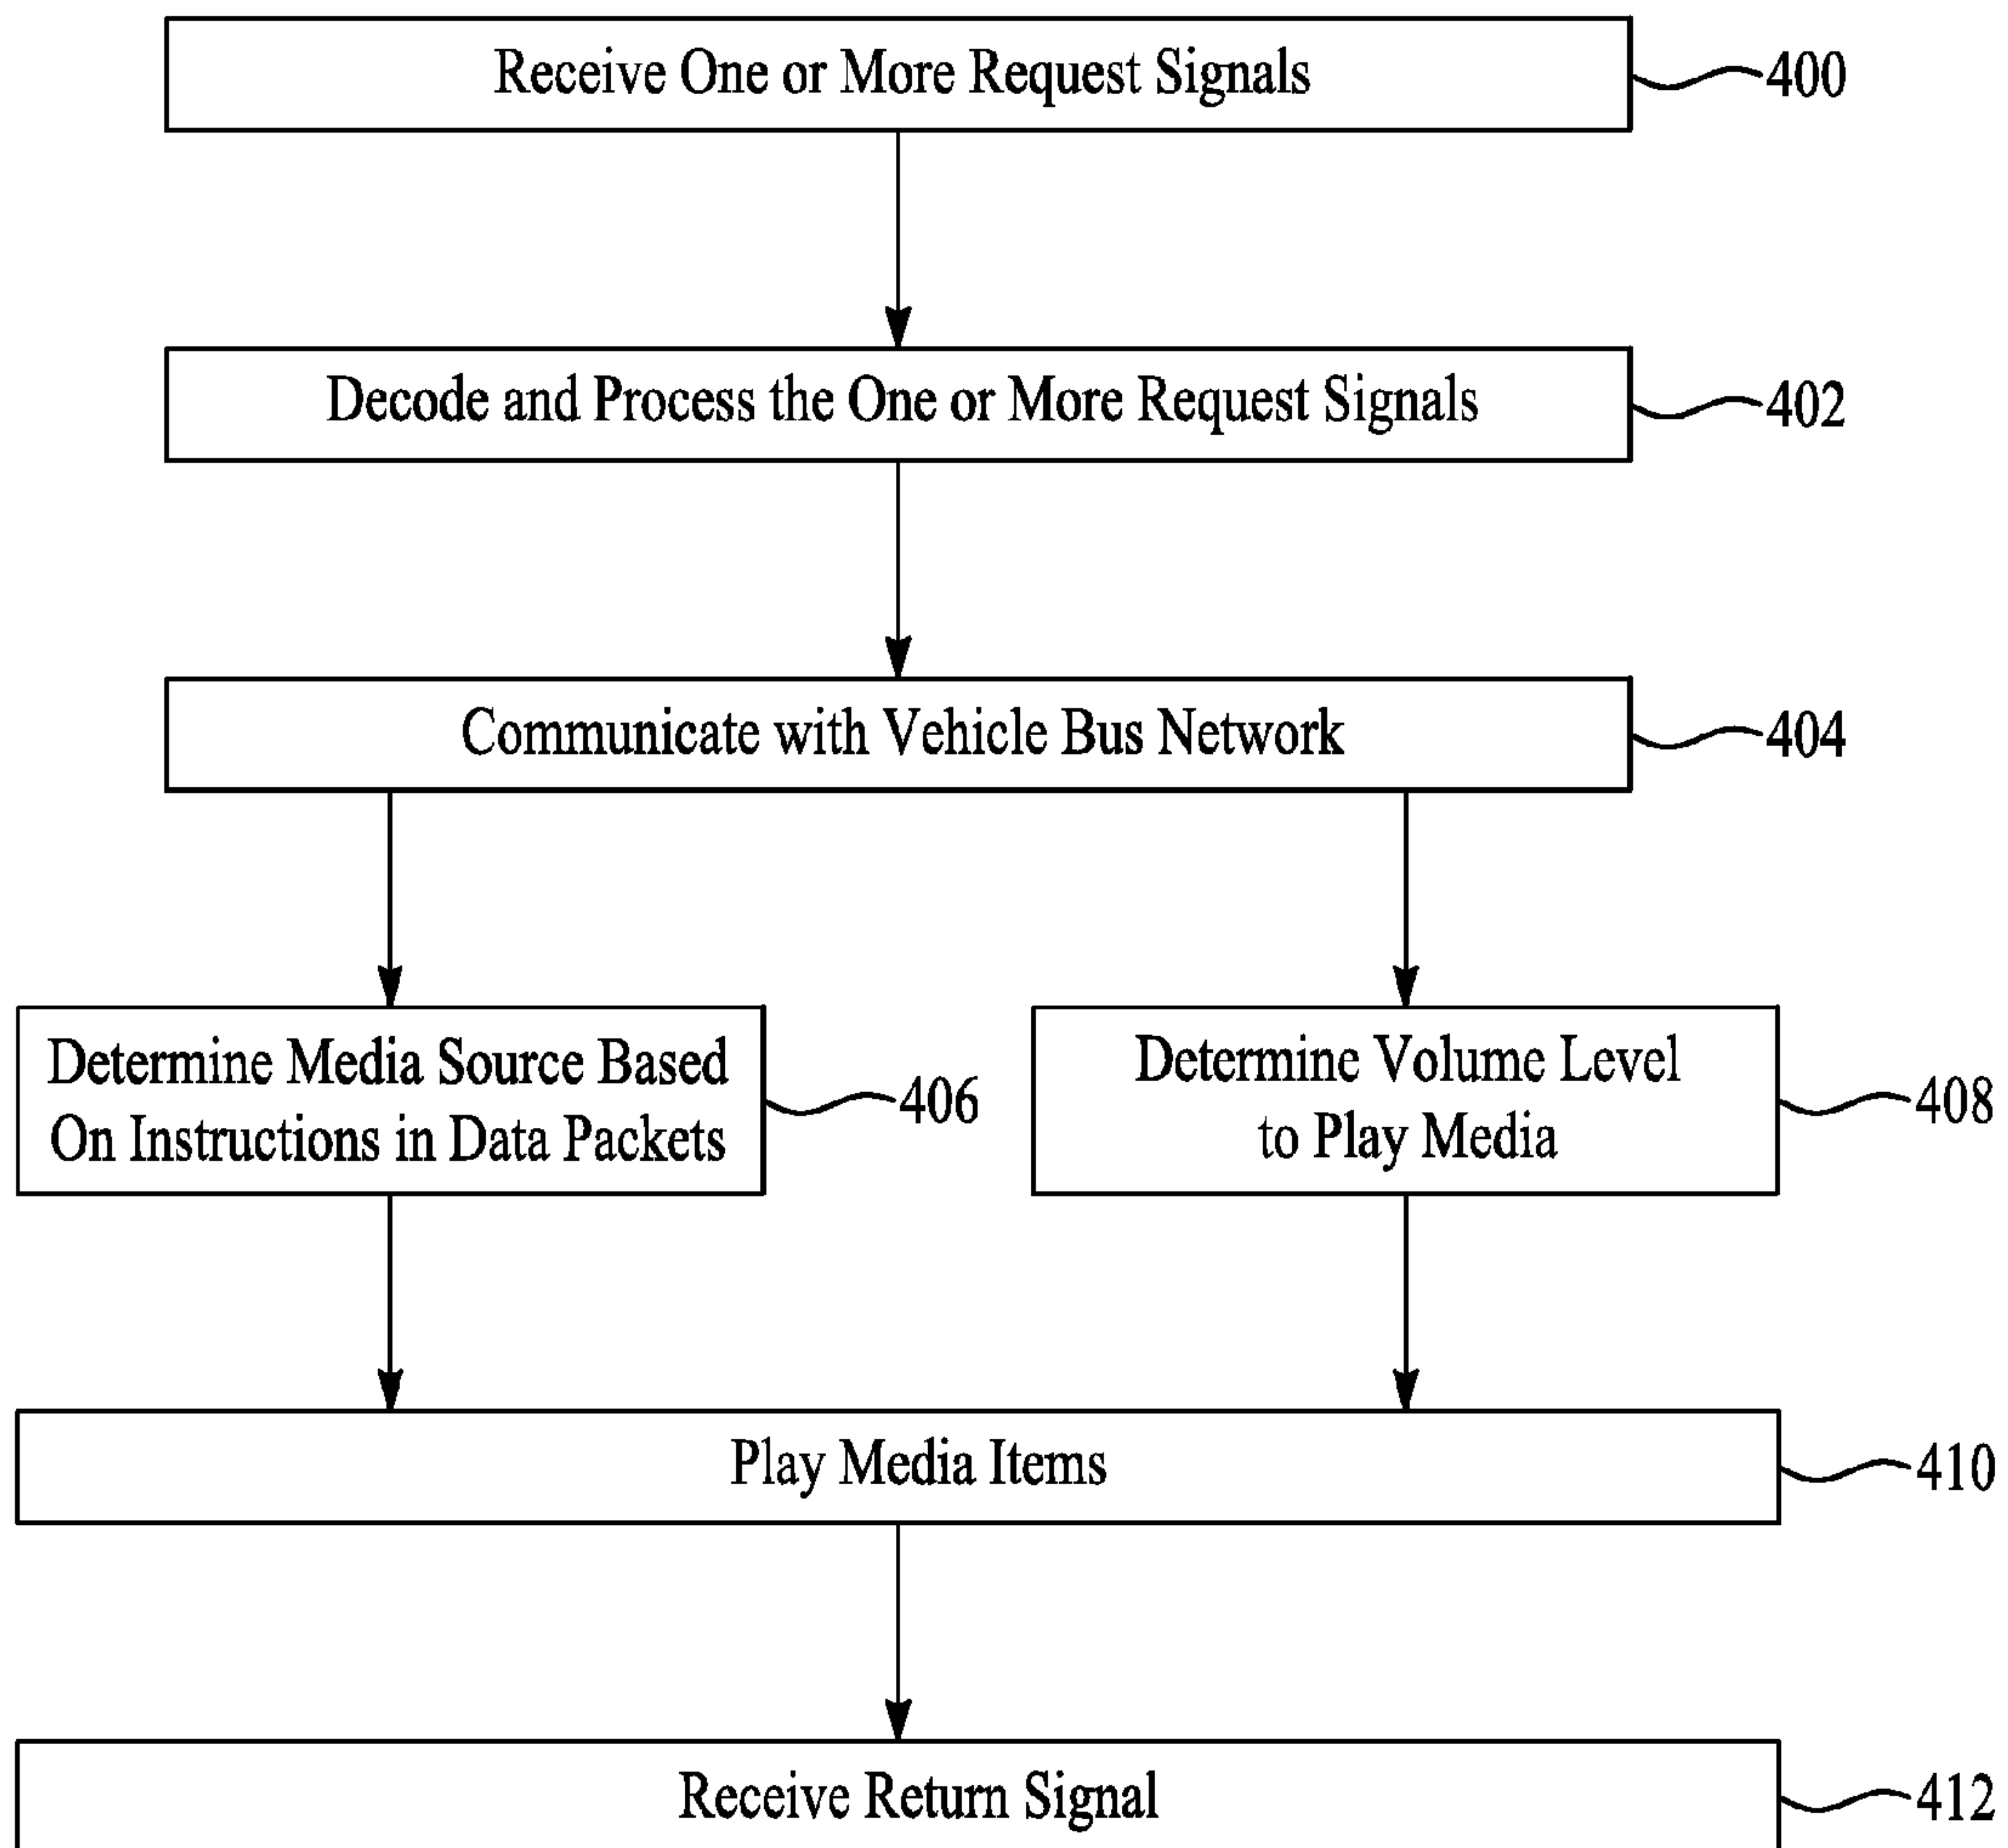 Receive One or More Request Signals
400
Decode and Process the One or More Request Signals
402
Communicate with Vehicle Bus Network
404
Determine Media Source Based
On Instructions in Data Packets
406
Determine Volume Level
to Play Media
408
Play Media Items
410
Receive Return Signal
412